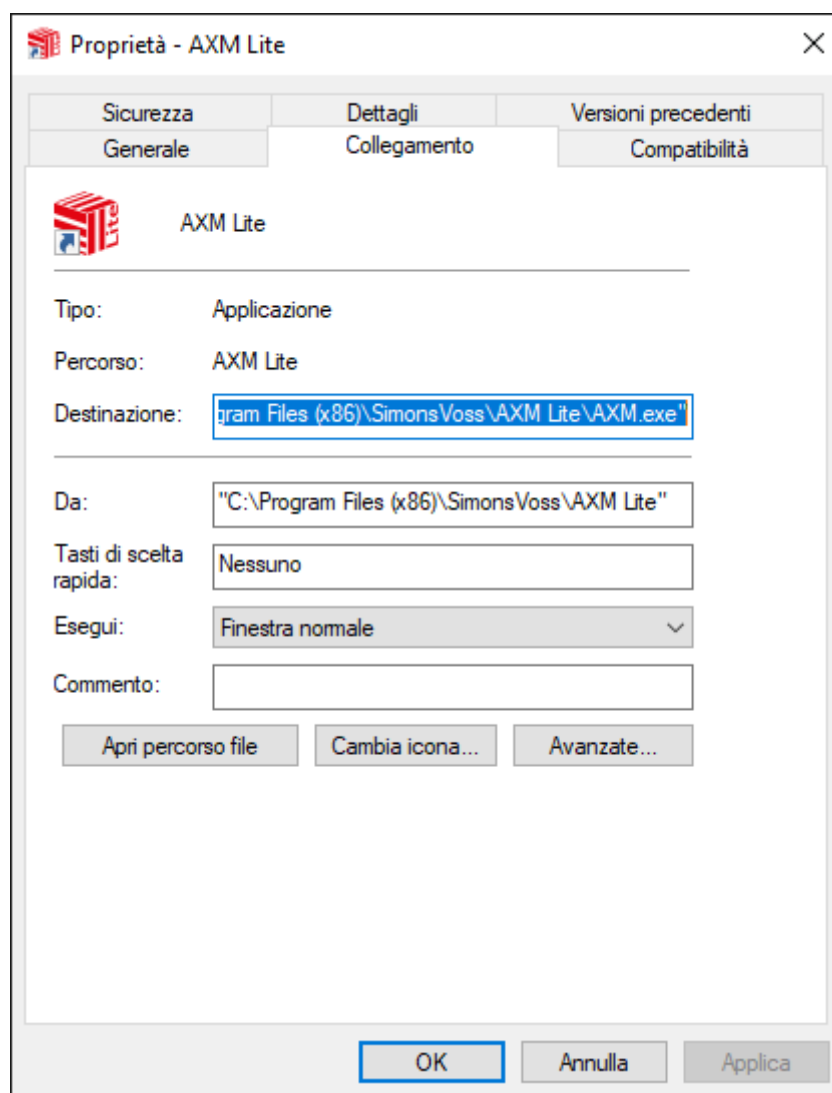 Proprietà - AXM Lite
Sicurezza Dettagli Versioni precedenti
Generale Collegamento Compatibilità
Lite AXM Lite
Tipo: Applicazione
Percorso: AXM Lite
Destinazione: gram Files (x86)\SimonsVoss\AXM Lite\AXM.exe"
Da: "C:\Program Files (x86)\SimonsVoss\AXM Lite"
Tasti di scelta
rapida: Nessuno
Esegui: Finestra normale
Commento:
Apri percorso file Cambia icona... Avanzate...
OK Annulla Applica